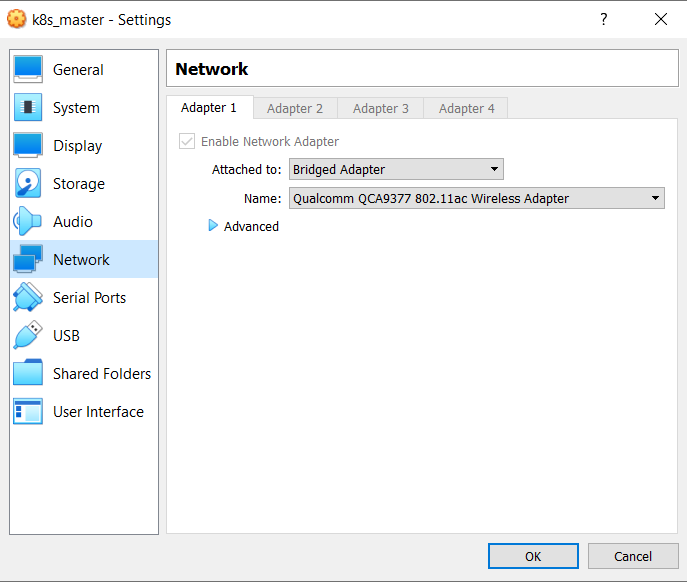 k8s_master - Settings
General
System
Display
Storage
Audio
Network
Serial Ports
USB
Shared Folders
User Interface
Network
Adapter 1 Adapter 2 Adapter 3 Adapter 4
Enable Network Adapter
Attached to: Bridged Adapter
Name: Qualcomm QCA9377 802.11ac Wireless Adapter
Advanced
OK Cancel